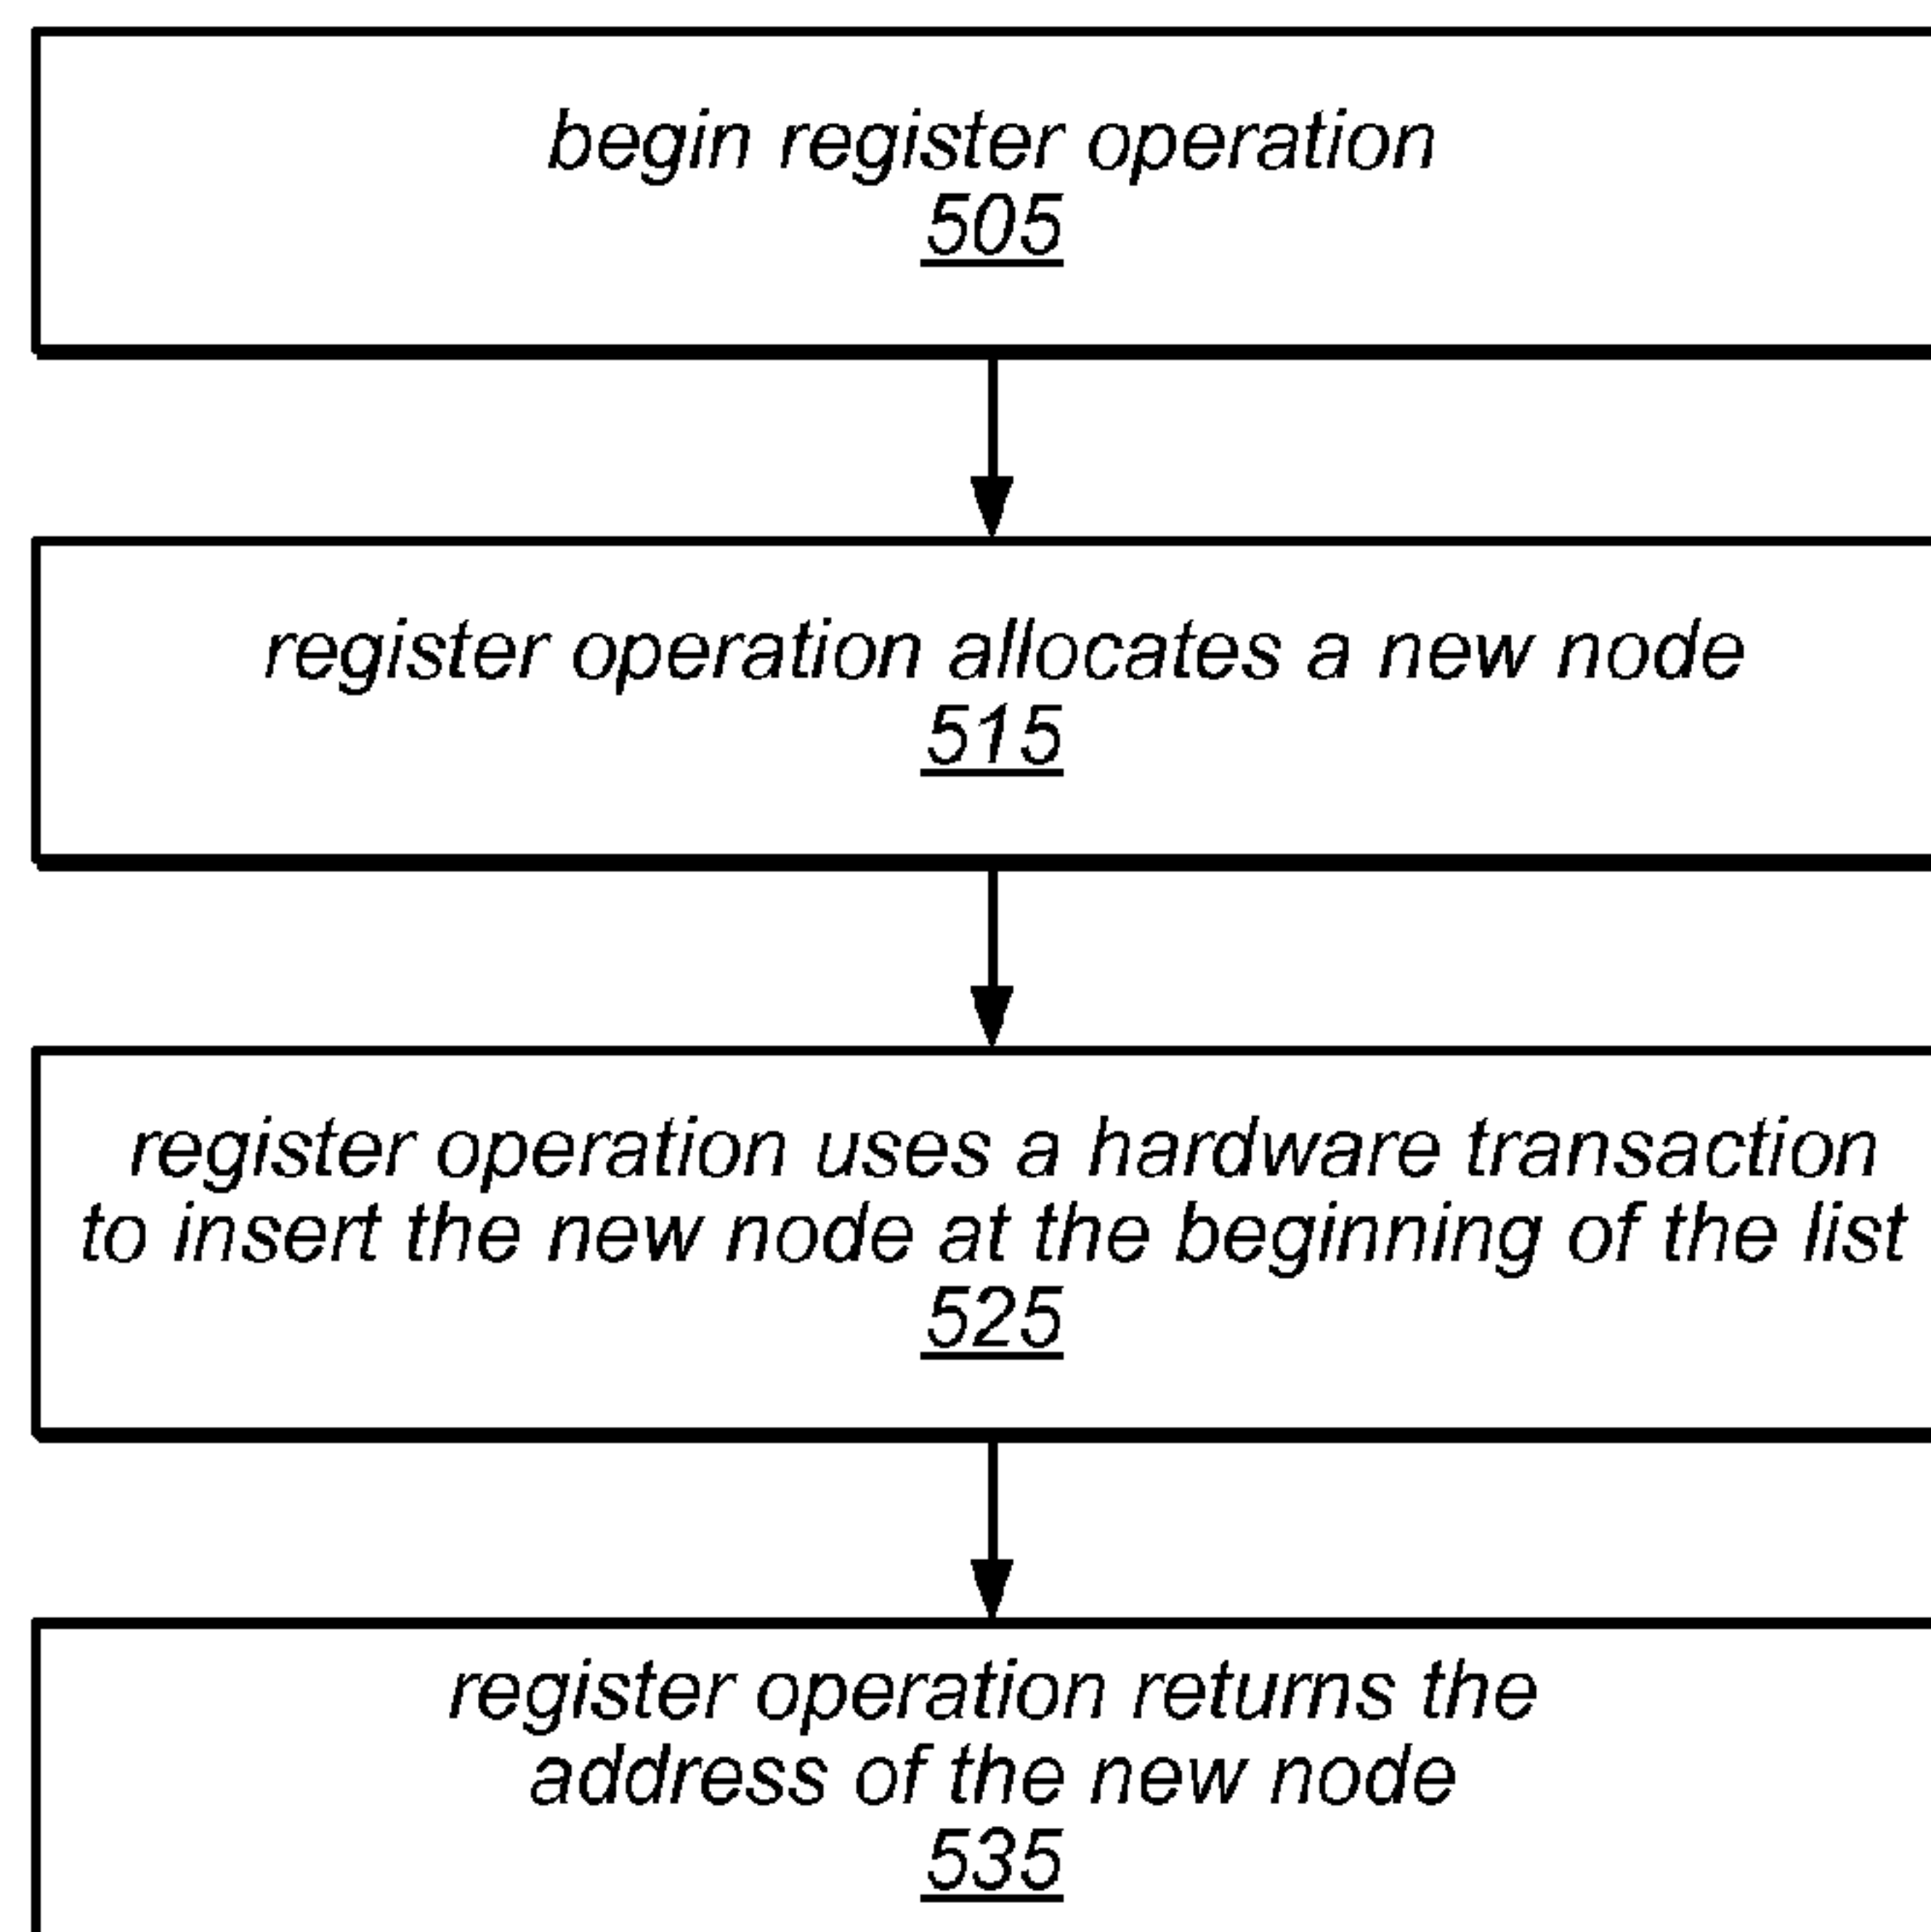 begin register operation
505
register operation allocates a new node
515
register operation uses a hardware transaction
to insert the new node at the beginning of the list
525
register operation returns the
address of the new node
535